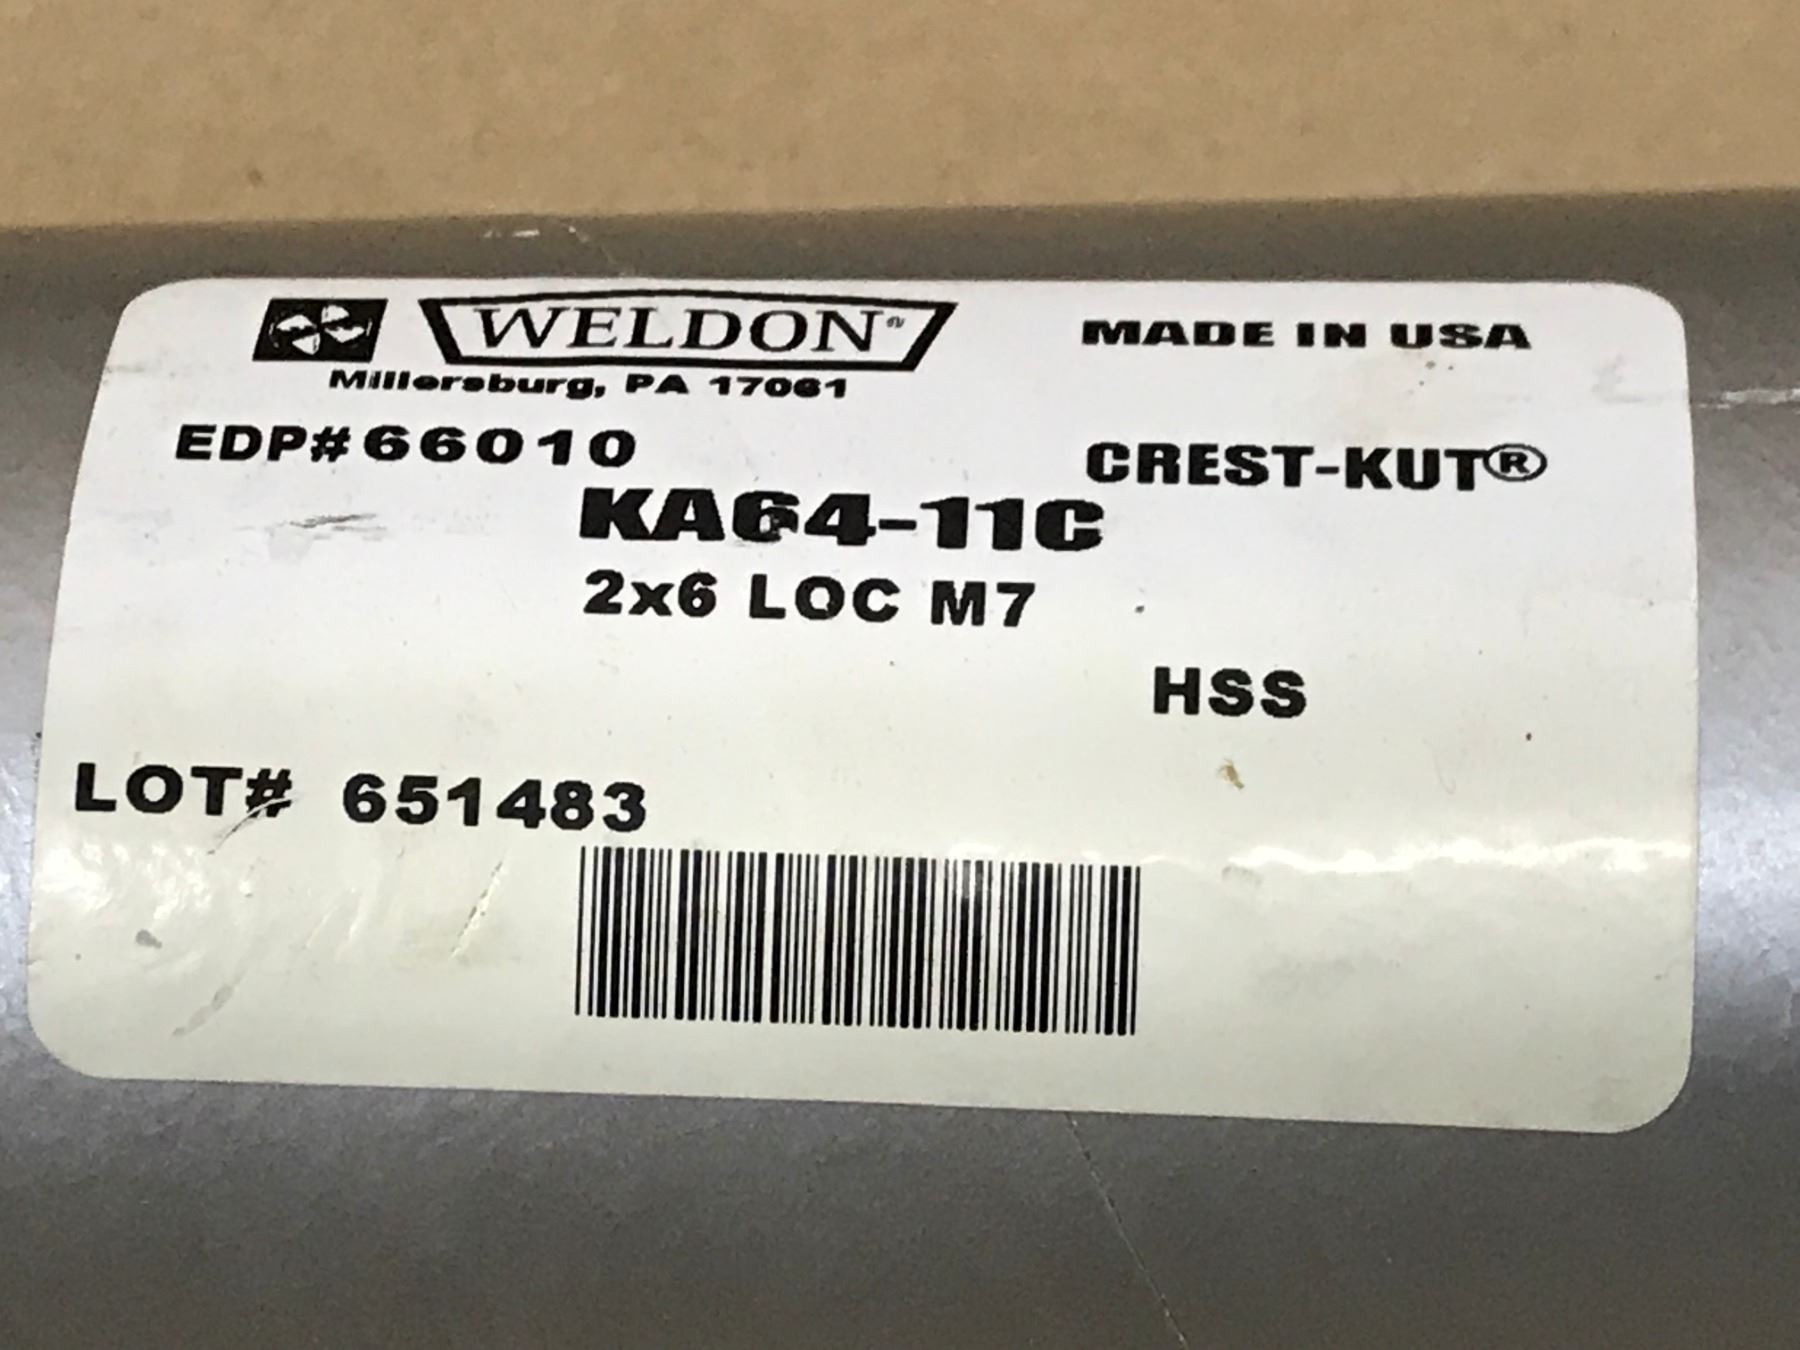 WELDON®
MADE IN USA
Millersburg, PA 17061
EDP#66010
CREST-KUT®
KA64-11C
2x6 LOC M7
HSS
LOT# 651483